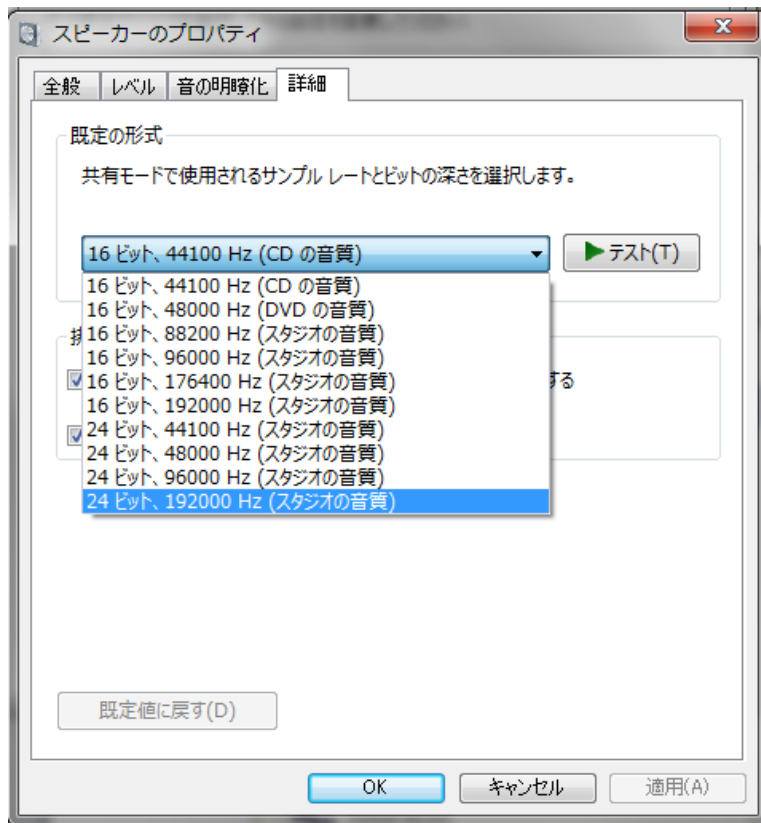 スピーカーのプロパティ
全般 レベル 音の明瞭化 詳細
既定の形式
共有モードで使用されるサンプル レートとビットの深さを選択します。
16 ビット、44100 Hz (CD の音質)
テスト(T)
16 ビット、44100 Hz (CD の音質)
16 ビット、48000 Hz (DVD の音質)
16 ビット、88200 Hz (スタジオの音質)
16 ビット、96000 Hz (スタジオの音質)
16 ビット、176400 Hz (スタジオの音質)
する
16 ビット、192000 Hz (スタジオの音質)
24 ビット、44100 Hz (スタジオの音質)
24 ビット、48000 Hz (スタジオの音質)
24 ビット、96000 Hz (スタジオの音質)
24 ビット、192000 Hz (スタジオの音質)
既定値に戻す(D)
OK キャンセル 適用(A)